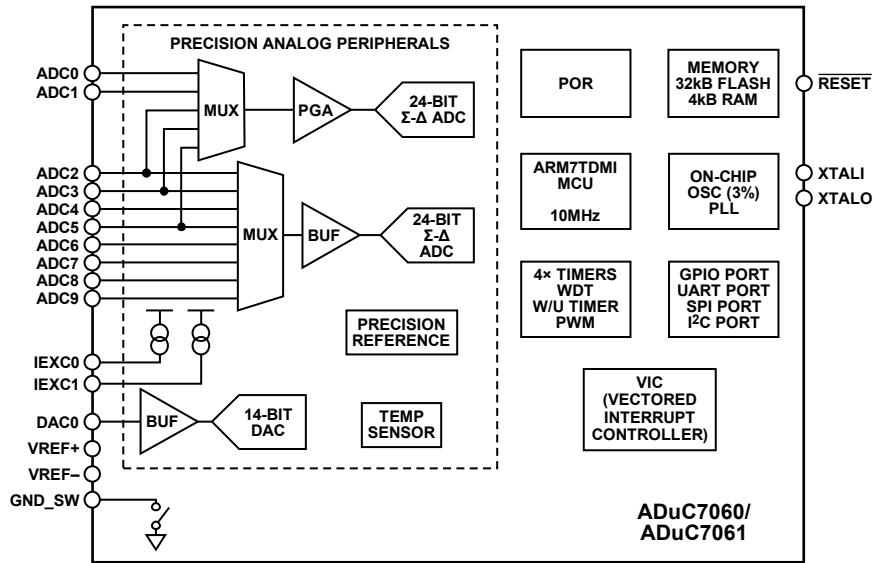 PRECISION ANALOG PERIPHERALS
ADC0
ADC1
MUX
PGA
24-BIT
Σ-Δ ADC
ADC2
ADC3
ADC4
ADC5
ADC6
ADC7
ADC8
ADC9
MUX
BUF
24-BIT
Σ-Δ
ADC
PRECISION
REFERENCE
IEXC0
IEXC1
DAC0
BUF
14-BIT
DAC
TEMP
SENSOR
VREF+
VREF–
GND_SW
POR
MEMORY
32kB FLASH
4kB RAM
RESET
ARM7TDMI
MCU
10MHz
ON-CHIP
OSC (3%)
PLL
XTALI
XTALO
4× TIMERS
WDT
W/U TIMER
PWM
GPIO PORT
UART PORT
SPI PORT
I²C PORT
VIC
(VECTORED
INTERRUPT
CONTROLLER)
ADuC7060/
ADuC7061